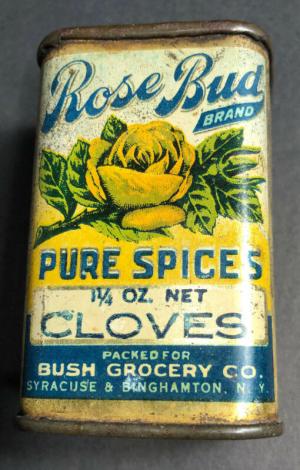 Rose Bud
BRAND
PURE SPICES
1¼ OZ. NET
CLOVES
PACKED FOR
BUSH GROCERY CO.
SYRACUSE & BINGHAMTON, N.Y.